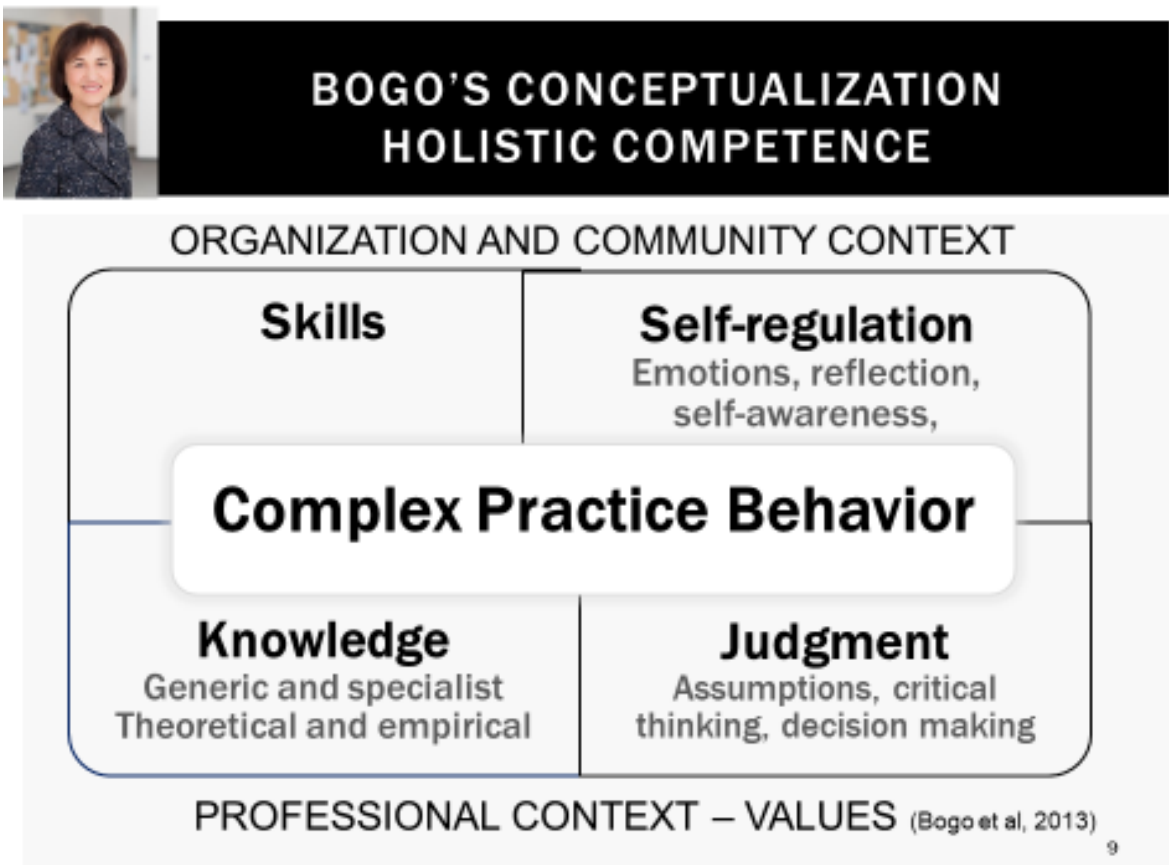 BOGO'S CONCEPTUALIZATION
HOLISTIC COMPETENCE
ORGANIZATION AND COMMUNITY CONTEXT
Skills
Self-regulation
Emotions, reflection,
self-awareness,
Complex Practice Behavior
Knowledge
Generic and specialist
Theoretical and empirical
Judgment
Assumptions, critical
thinking, decision making
PROFESSIONAL CONTEXT – VALUES (Bogo et al, 2013)
9